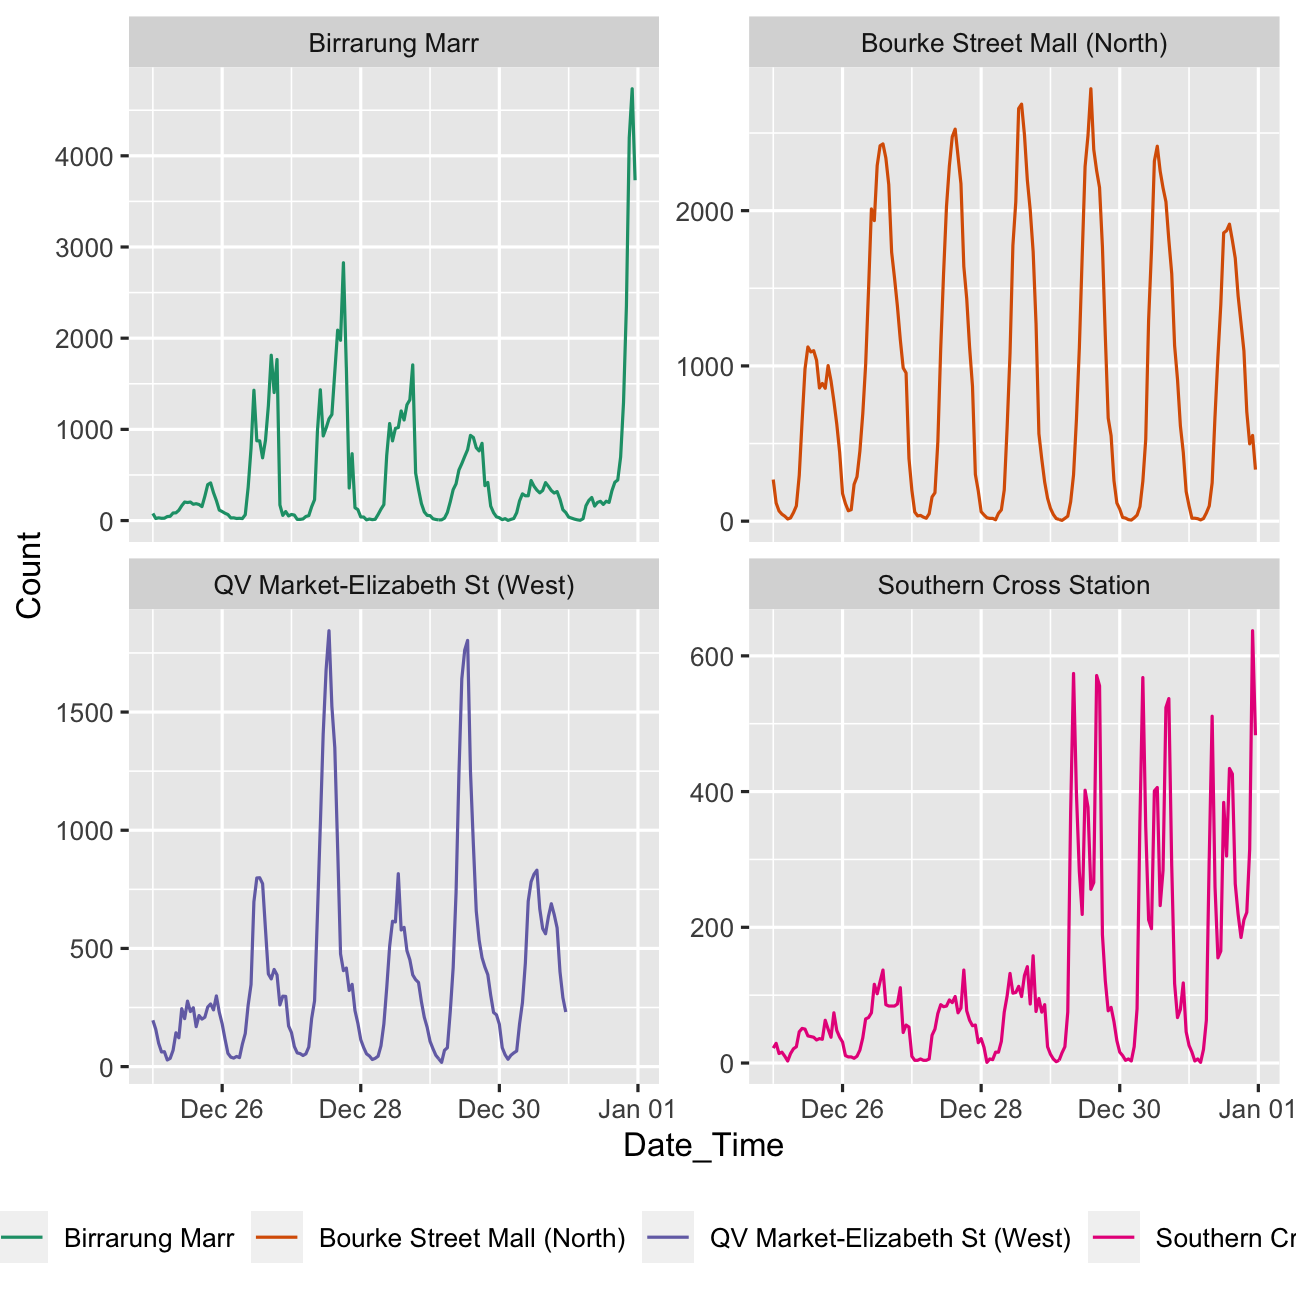 Birrarung Marr
Bourke Street Mall (North)
4000
3000
2000
1000
0
2000
1000
0
Count
QV Market-Elizabeth St (West)
Southern Cross Station
1500
1000
500
0
600
400
200
0
Dec 26 Dec 28 Dec 30 Jan 01
Dec 26 Dec 28 Dec 30 Jan 01
Date_Time
Birrarung Marr Bourke Street Mall (North) QV Market-Elizabeth St (West) Southern Cr